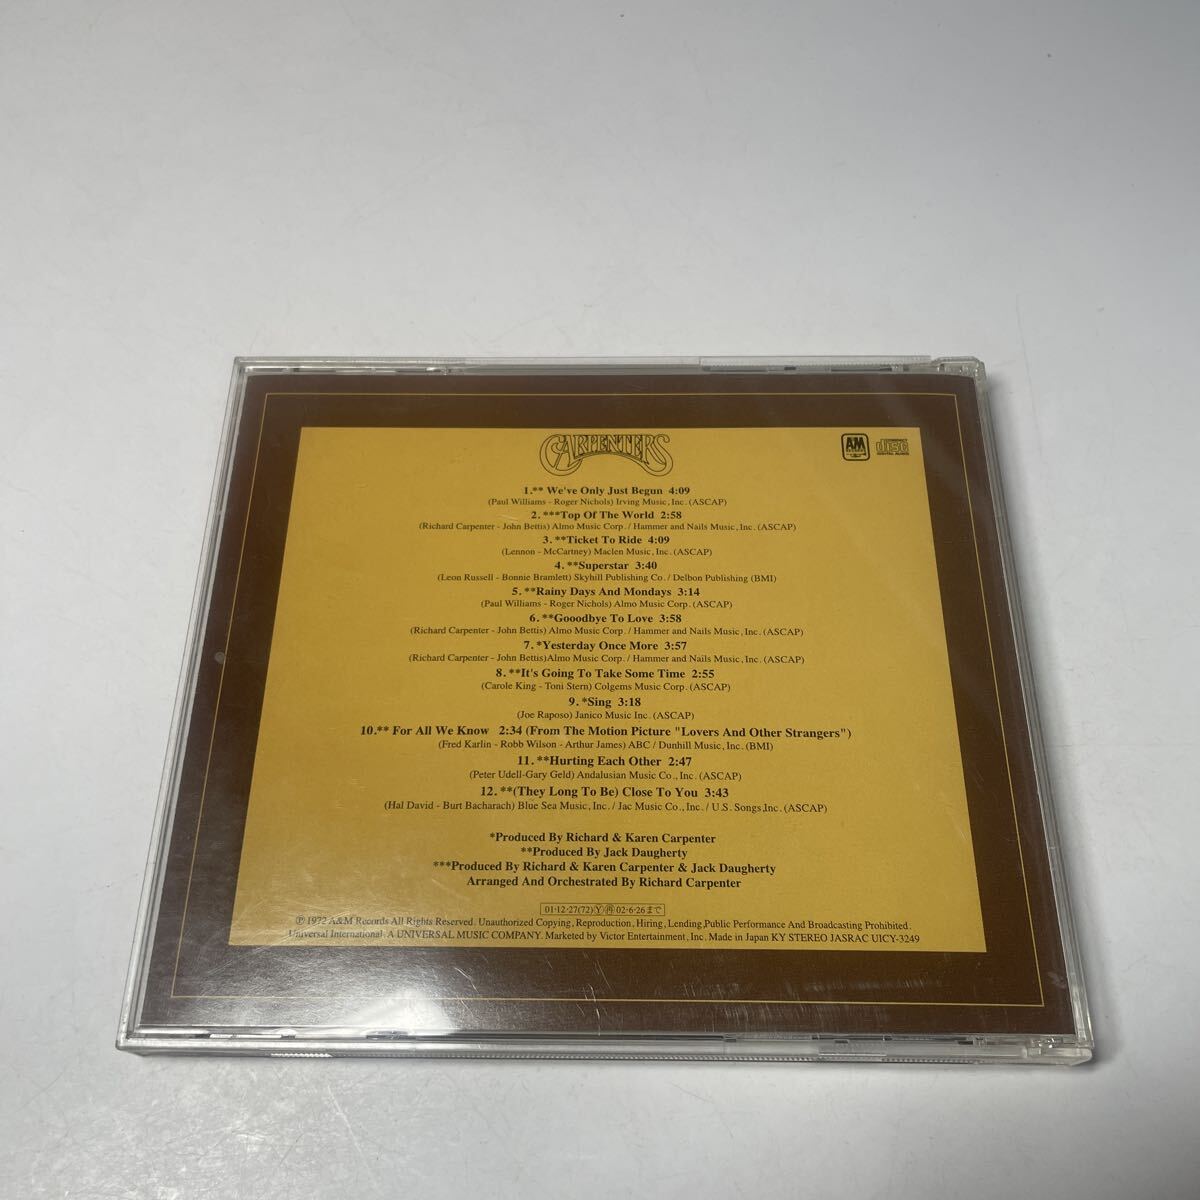 CARPENTERS
AM
COMPACT
disc
DIGITAL AUDIO
1.** We've Only Just Begun 4:09
(Paul Williams - Roger Nichols) Irving Music, Inc. (ASCAP)
2. ***Top Of The World 2:58
(Richard Carpenter - John Bettis) Almo Music Corp. / Hammer and Nails Music, Inc. (ASCAP)
3. **Ticket To Ride 4:09
(Lennon - McCartney) Maclen Music, Inc. (ASCAP)
4. **Superstar 3:40
(Leon Russell - Bonnie Bramlett) Skyhill Publishing Co. / Delbon Publishing (BMI)
5. **Rainy Days And Mondays 3:14
(Paul Williams - Roger Nichols) Almo Music Corp. (ASCAP)
6. **Gooodbye To Love 3:58
(Richard Carpenter - John Bettis) Almo Music Corp. / Hammer and Nails Music, Inc. (ASCAP)
7. *Yesterday Once More 3:57
(Richard Carpenter - John Bettis)Almo Music Corp. / Hammer and Nails Music, Inc. (ASCAP)
8. **It's Going To Take Some Time 2:55
(Carole King - Toni Stern) Colgems Music Corp. (ASCAP)
9. *Sing 3:18
(Joe Raposo) Janico Music Inc. (ASCAP)
10.** For All We Know 2:34 (From The Motion Picture "Lovers And Other Strangers")
(Fred Karlin - Robb Wilson - Arthur James) ABC / Dunhill Music, Inc. (BMI)
11. **Hurting Each Other 2:47
(Peter Udell-Gary Geld) Andalusian Music Co., Inc. (ASCAP)
12. **(They Long To Be) Close To You 3:43
(Hal David - Burt Bacharach) Blue Sea Music, Inc. / Jac Music Co., Inc. / U.S. Songs,Inc. (ASCAP)
*Produced By Richard & Karen Carpenter
**Produced By Jack Daugherty
***Produced By Richard & Karen Carpenter & Jack Daugherty
Arranged And Orchestrated By Richard Carpenter
01·12·27(72)Ⓨ㊞02·6·26まで
℗ 1972 A&M Records All Rights Reserved. Unauthorized Copying, Reproduction, Hiring, Lending,Public Performance And Broadcasting Prohibited.
Universal International. A UNIVERSAL MUSIC COMPANY. Marketed by Victor Entertainment, Inc. Made in Japan KY STEREO JASRAC UICY-3249